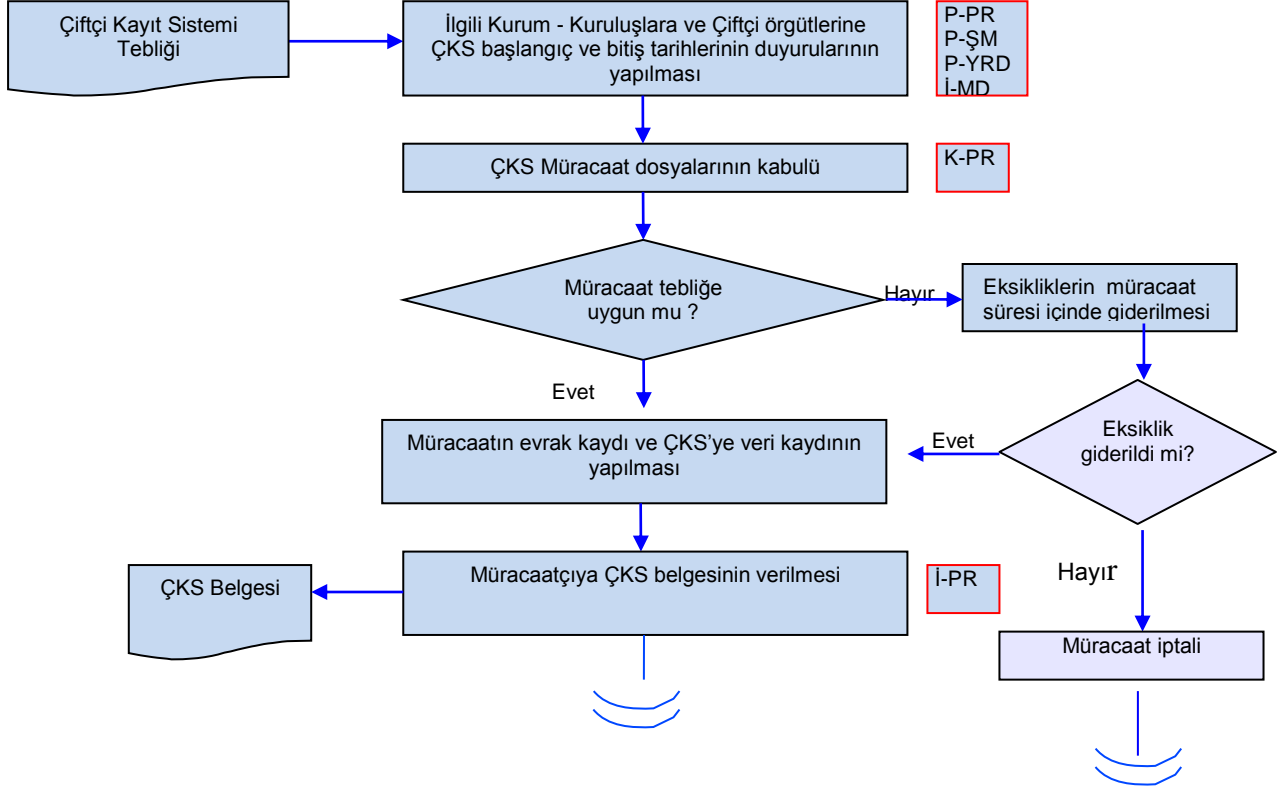 Çiftçi Kayıt Sistemi
Tebliği
İlgili Kurum - Kuruluşlara ve Çiftçi örgütlerine
ÇKS başlangıç ve bitiş tarihlerinin duyurularının
yapılması
P-PR
P-ŞM
P-YRD
İ-MD
ÇKS Müracaat dosyalarının kabulü
K-PR
Müracaat tebliğe
uygun mu ?
Hayır
Eksikliklerin müracaat
süresi içinde giderilmesi
Evet
Müracaatın evrak kaydı ve ÇKS’ye veri kaydının
yapılması
Evet
Eksiklik
giderildi mi?
ÇKS Belgesi
Müracaatçıya ÇKS belgesinin verilmesi
İ-PR
Hayır
Müracaat iptali